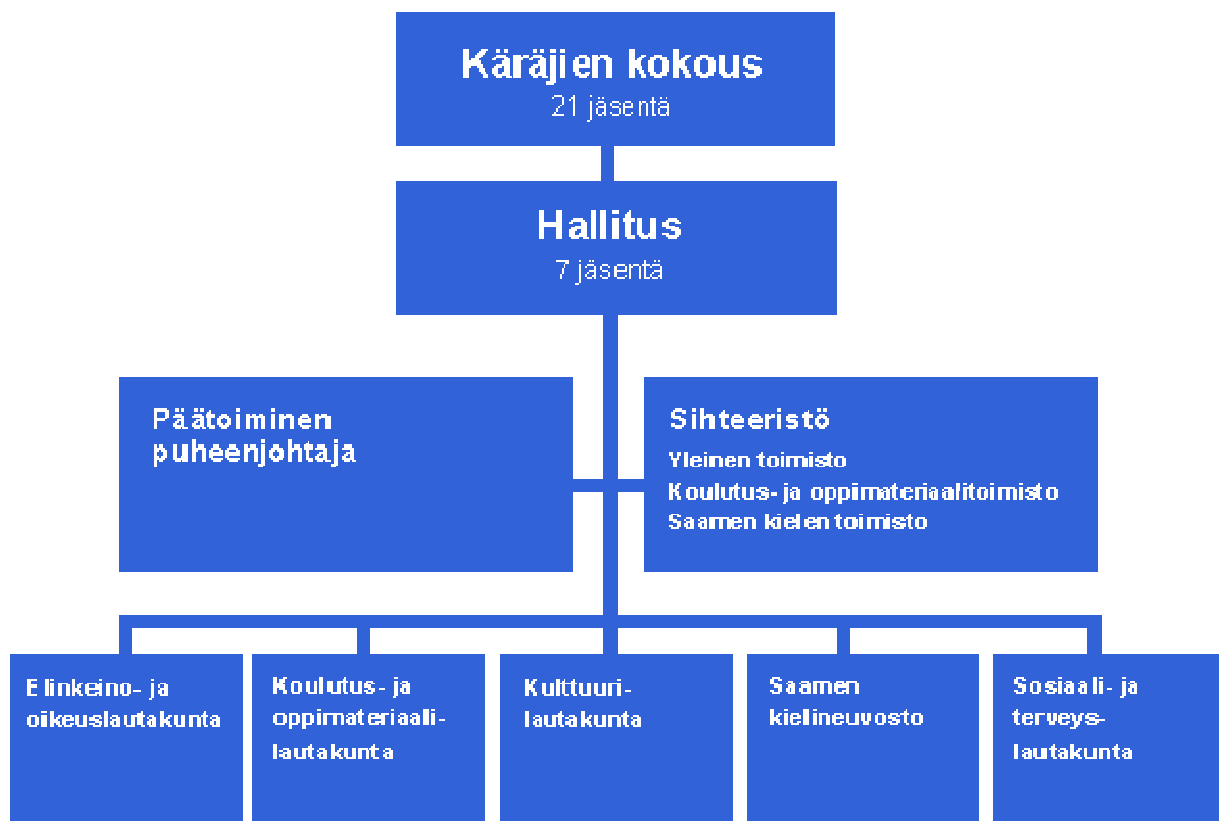 Käräjien kokous
21 jäsentä
Hallitus
7 jäsentä
Päätoiminen
puheenjohtaja
Sihteeristö
Yleinen toimisto
Koulutus- ja oppimateriaalitoimisto
Saamen kielen toimisto
Elinkeino- ja
oikeuslautakunta
Koulutus- ja
oppimateriaali-
lautakunta
Kulttuuri-
lautakunta
Saamen
kielineuvosto
Sosiaali- ja
terveys-
lautakunta